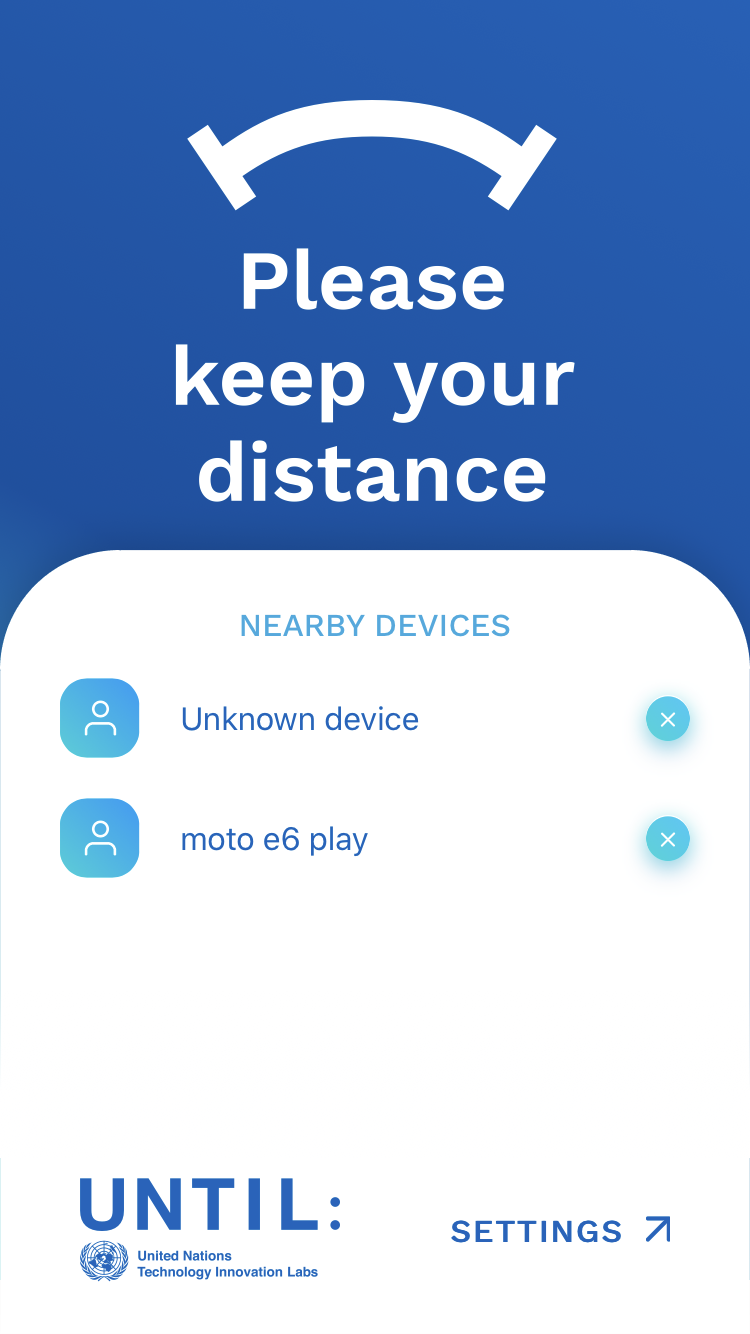 Please
keep your
distance
NEARBY DEVICES
Unknown device
moto e6 play
UNTIL:
United Nations
Technology Innovation Labs
SETTINGS